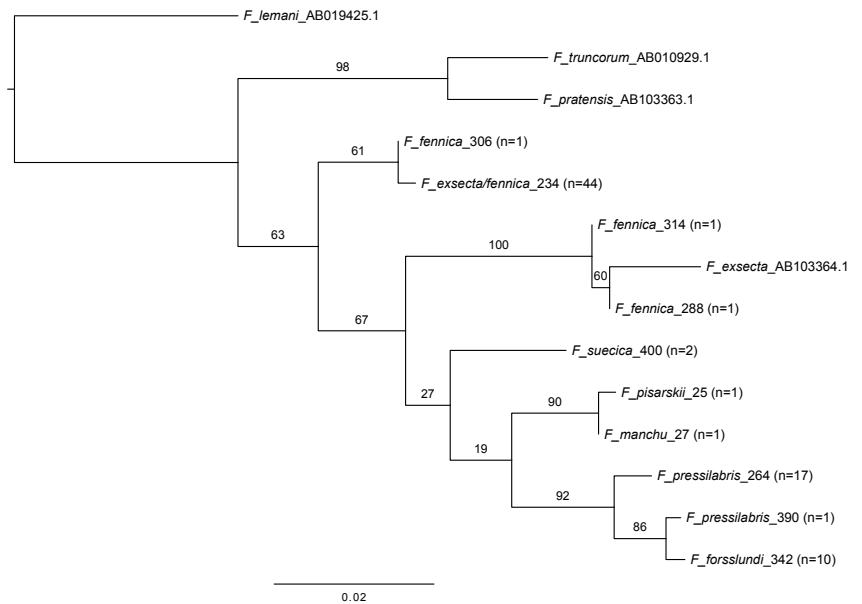 F_lemani_AB019425.1
F_truncorum_AB010929.1
98
F_pratensis_AB103363.1
F_fennica_306 (n=1)
61
F_exsecta/fennica_234 (n=44)
F_fennica_314 (n=1)
63
100
F_exsecta_AB103364.1
60
F_fennica_288 (n=1)
67
F_suecica_400 (n=2)
F_pisarskii_25 (n=1)
27
90
F_manchu_27 (n=1)
19
F_pressilabris_264 (n=17)
92
F_pressilabris_390 (n=1)
86
F_forsslundi_342 (n=10)
0.02